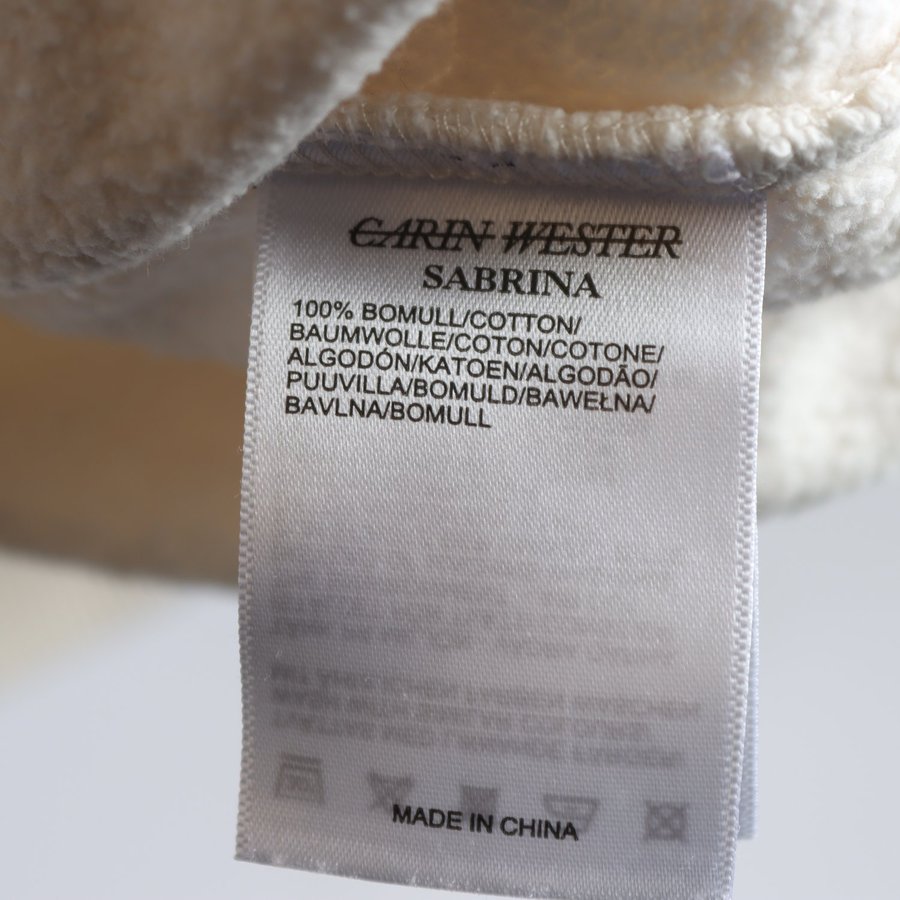 CARIN WESTER
SABRINA
100% BOMULL/COTTON/
BAUMWOLLE/COTON/COTONE/
ALGODÓN/KATOEN/ALGODÃO/
PUUVILLA/BOMULD/BAWEŁNA/
BAVLNA/BOMULL
MADE IN CHINA